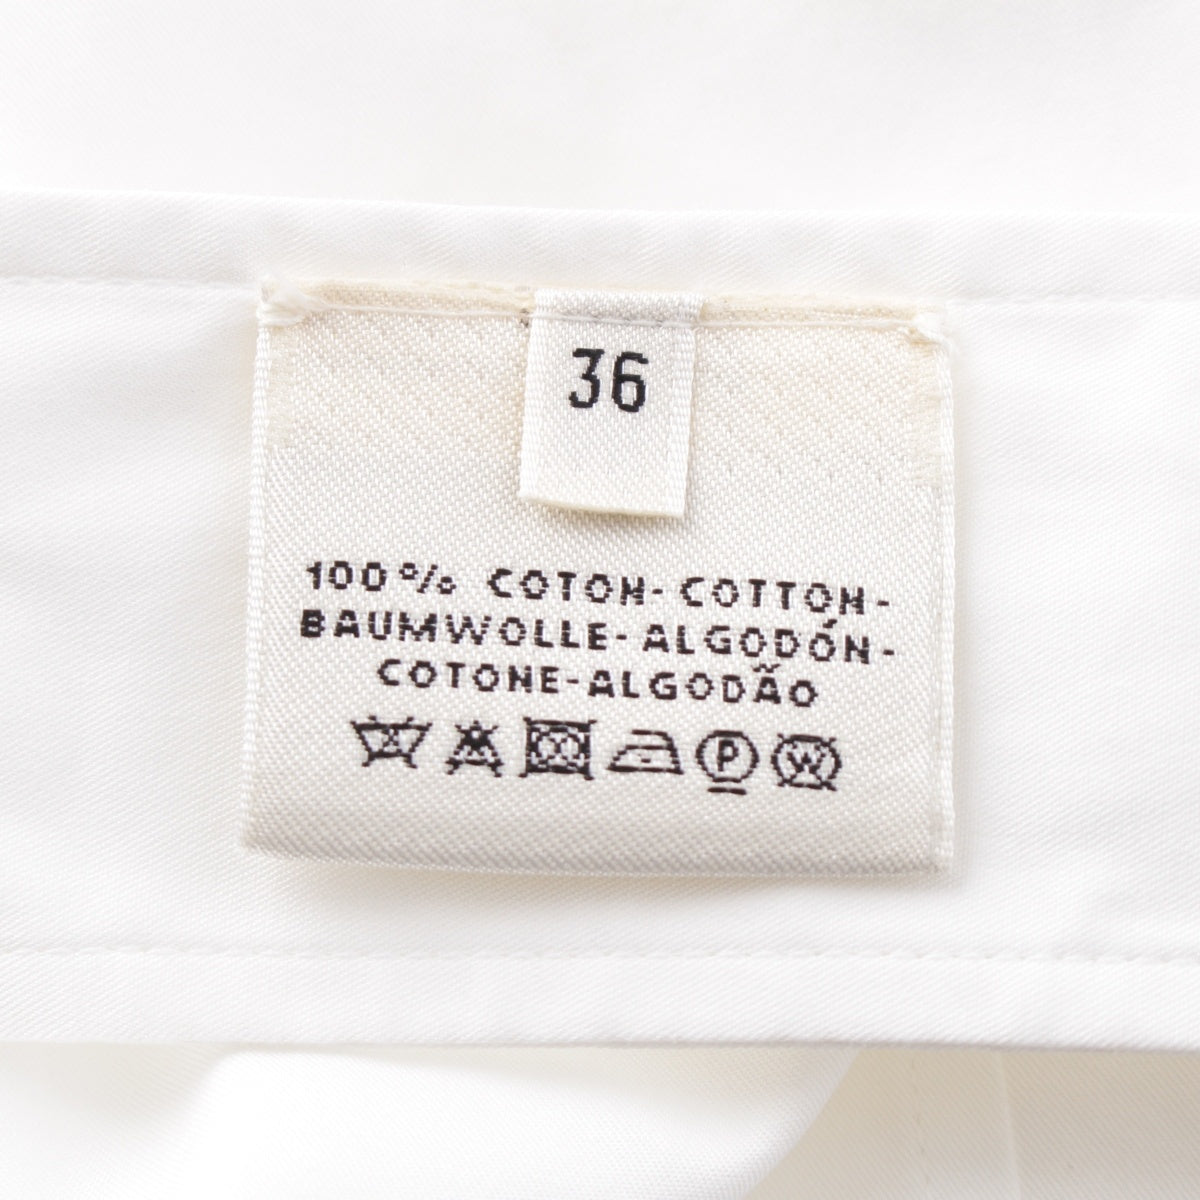 36
100% COTON-COTTON-
BAUMWOLLE-ALGODÓN-
COTONE-ALGODÃO
P W